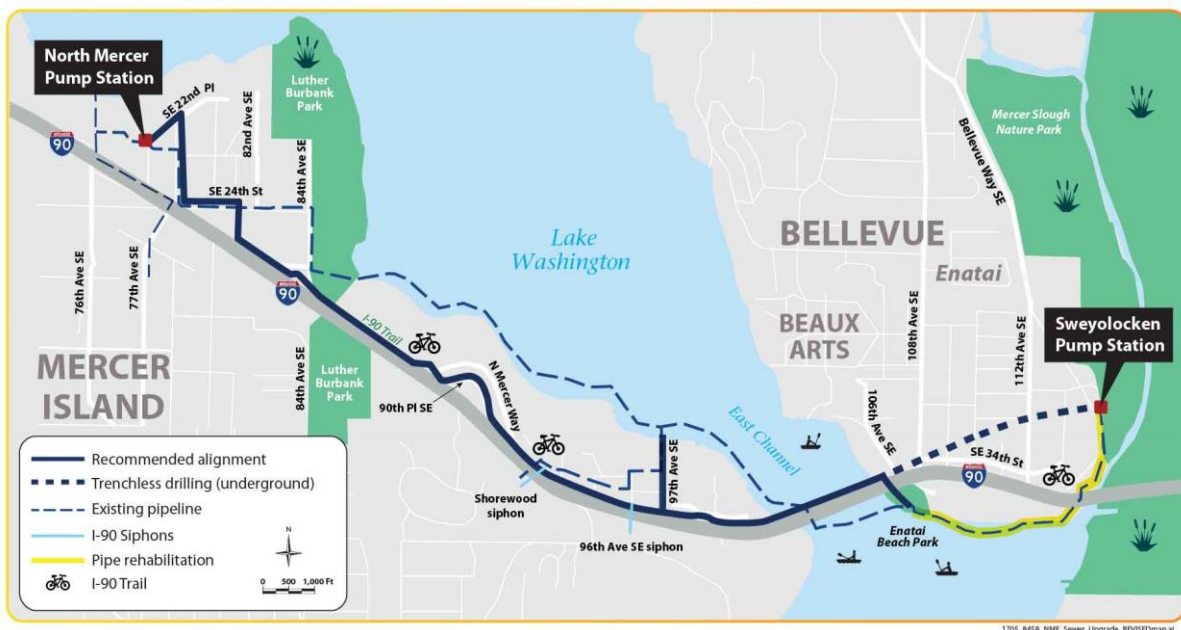 North Mercer
Pump Station
SE 22nd Pl
82nd Ave SE
Luther
Burbank
Park
84th Ave SE
SE 24th St
90
76th Ave SE
77th Ave SE
MERCER
ISLAND
90
84th Ave SE
Luther
Burbank
Park
I-90 Trail
90th Pl SE
N Mercer Way
Shorewood
siphon
97th Ave SE
96th Ave SE siphon
Lake
Washington
East Channel
BELLEVUE
Enatai
BEAUX
ARTS
Bellevue Way SE
Mercer Slough
Nature Park
108th Ave SE
112th Ave SE
106th Ave SE
SE 34th St
90
Sweyolocken
Pump Station
Enatai
Beach Park
Recommended alignment
Trenchless drilling (underground)
Existing pipeline
I-90 Siphons
Pipe rehabilitation
I-90 Trail
N
0 500 1,000 Ft
1705_8458_NME_Sewer_Upgrade_REVISEDmap.ai